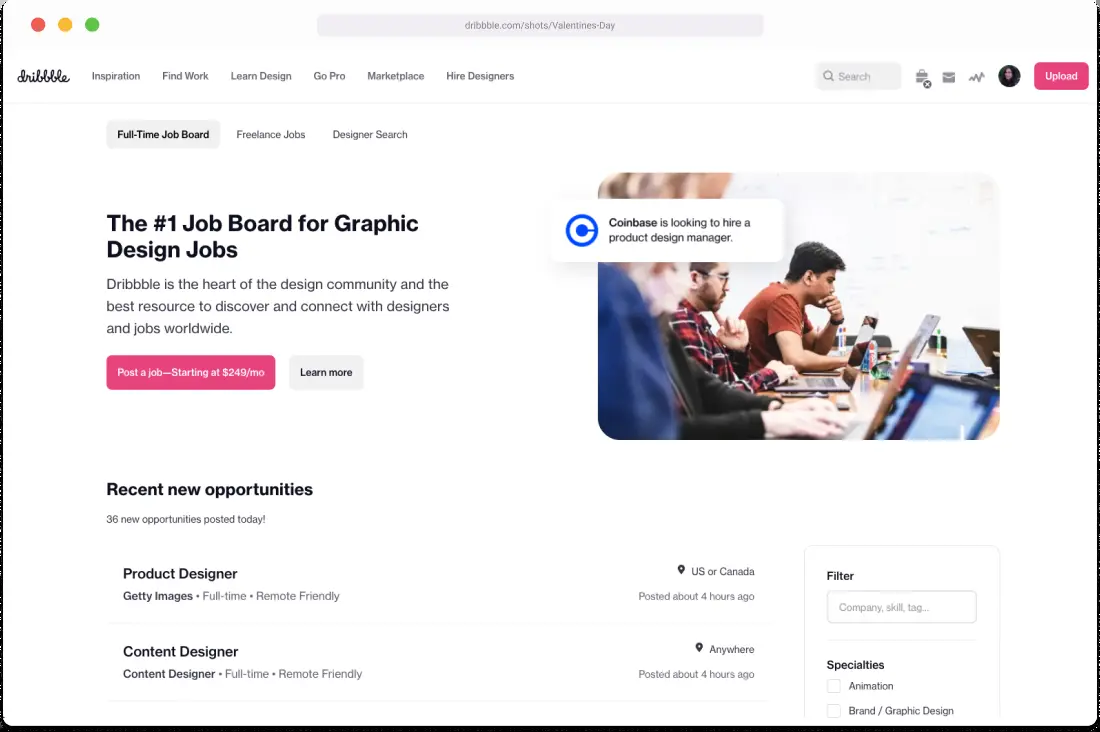 dribbble.com/shots/Valentines-Day
dribbble Inspiration Find Work Learn Design Go Pro Marketplace Hire Designers Search Upload
Full-Time Job Board Freelance Jobs Designer Search
The #1 Job Board for Graphic
Design Jobs
Dribbble is the heart of the design community and the
best resource to discover and connect with designers
and jobs worldwide.
Post a job—Starting at $249/mo Learn more
Coinbase is looking to hire a
product design manager.
Recent new opportunities
36 new opportunities posted today!
Product Designer US or Canada
Getty Images • Full-time • Remote Friendly Posted about 4 hours ago
Content Designer Anywhere
Content Designer • Full-time • Remote Friendly Posted about 4 hours ago
Filter
Company, skill, tag...
Specialties
Animation
Brand / Graphic Design